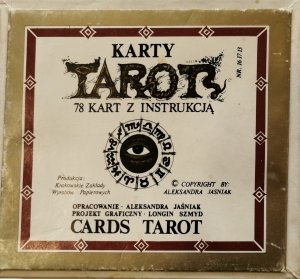 KARTY
TAROT
78 KART Z INSTRUKCJĄ
NR. 16 17 13
Produkcja:
Krakowskie Zakłady
Wyrobów Papierowych
© COPYRIGHT BY:
ALEKSANDRA JAŚNIAK
OPRACOWANIE - ALEKSANDRA JAŚNIAK
PROJEKT GRAFICZNY - LONGIN SZMYD
CARDS TAROT